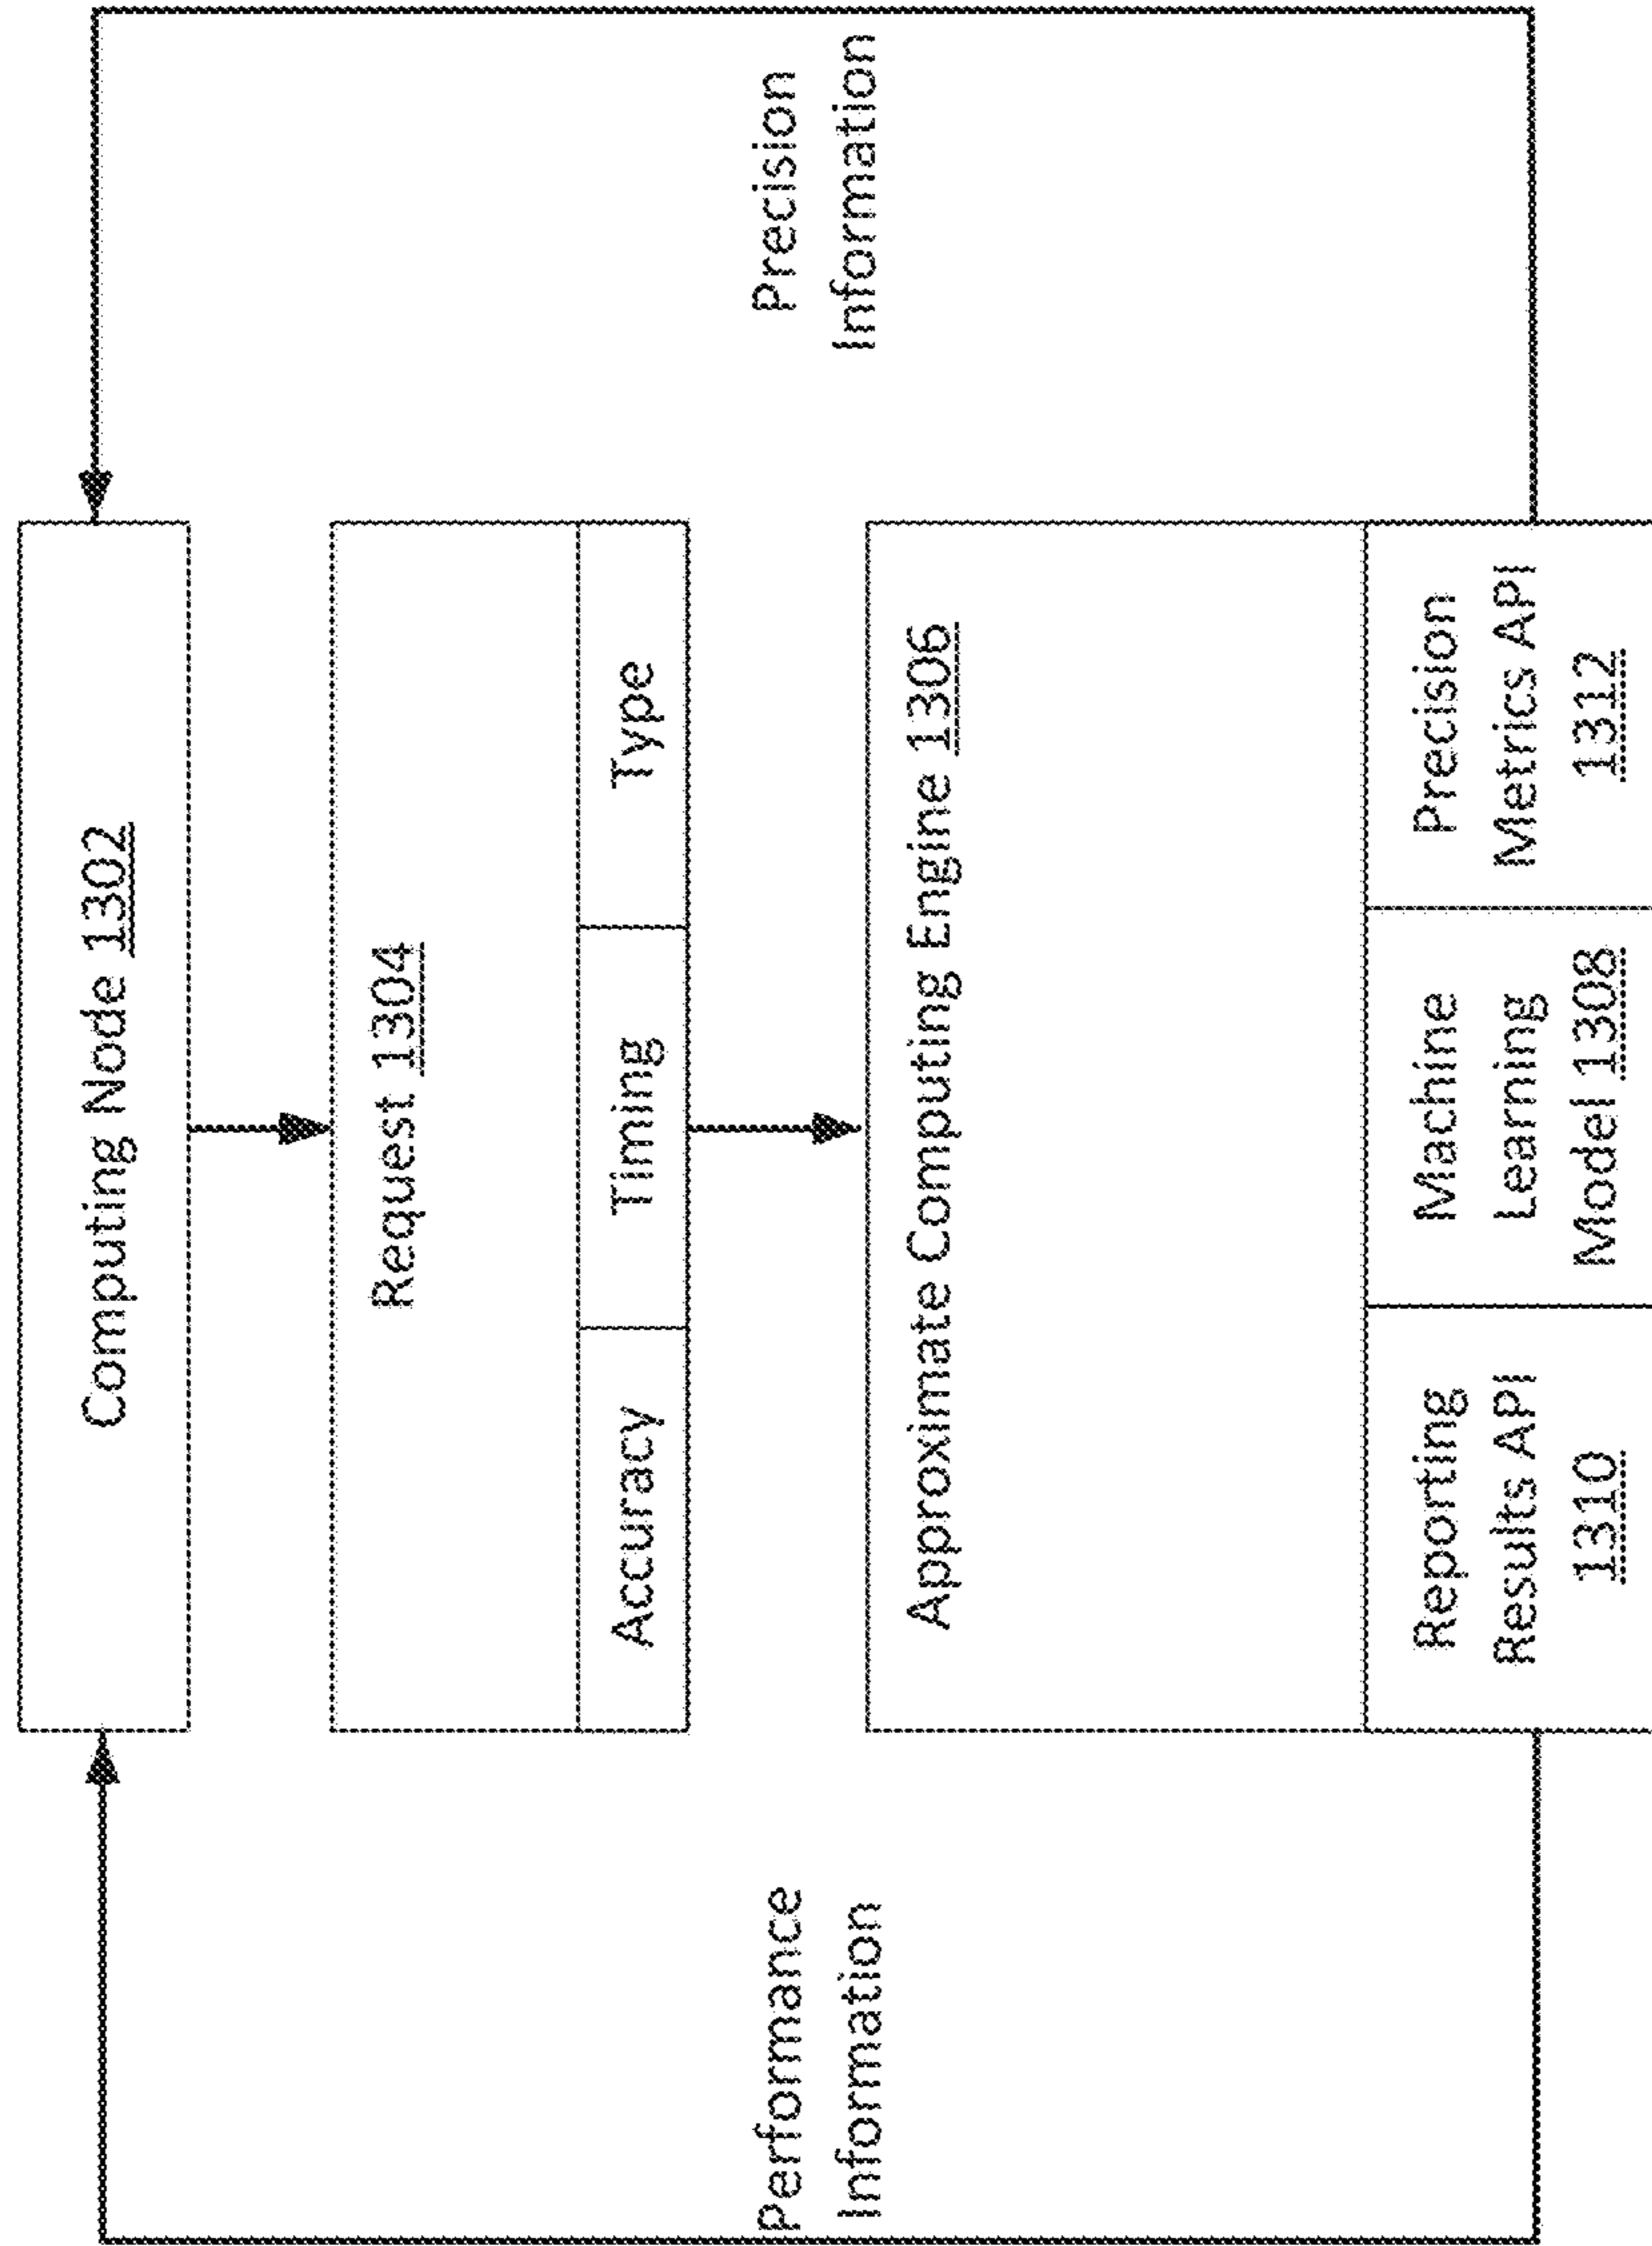 Computing Node 1302
Request 1304
Accuracy
Timing
Type
Performance
Information
Precision
Information
Approximate Computing Engine 1306
Reporting
Results API
1310
Machine
Learning
Model 1308
Precision
Metrics API
1312